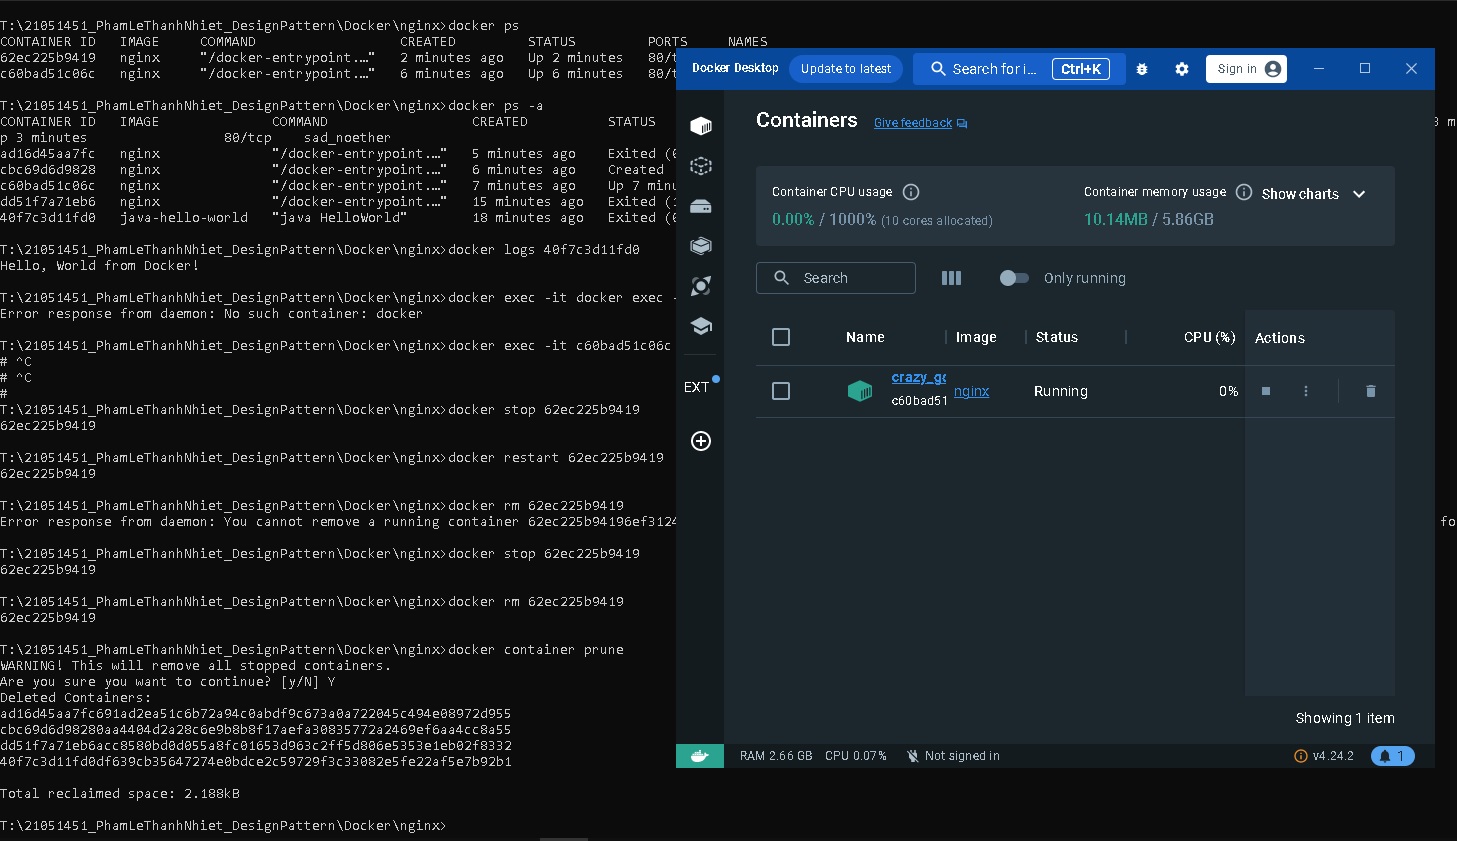 T:\21051451_PhamLeThanhNhiet_DesignPattern\Docker\nginx>docker ps
CONTAINER ID   IMAGE     COMMAND                  CREATED         STATUS         PORTS     NAMES
62ec225b9419   nginx     "/docker-entrypoint.…"   2 minutes ago   Up 2 minutes   80/t
c60bad51c06c   nginx     "/docker-entrypoint.…"   6 minutes ago   Up 6 minutes   80/t
T:\21051451_PhamLeThanhNhiet_DesignPattern\Docker\nginx>docker ps -a
CONTAINER ID   IMAGE              COMMAND                  CREATED          STATUS
3 m
p 3 minutes                 80/tcp    sad_noether
ad16d45aa7fc   nginx              "/docker-entrypoint.…"   5 minutes ago    Exited (0
cbc69d6d9828   nginx              "/docker-entrypoint.…"   6 minutes ago    Created
c60bad51c06c   nginx              "/docker-entrypoint.…"   7 minutes ago    Up 7 minu
dd51f7a71eb6   nginx              "/docker-entrypoint.…"   15 minutes ago   Exited (1
40f7c3d11fd0   java-hello-world   "java HelloWorld"        18 minutes ago   Exited (0
T:\21051451_PhamLeThanhNhiet_DesignPattern\Docker\nginx>docker logs 40f7c3d11fd0
Hello, World from Docker!
T:\21051451_PhamLeThanhNhiet_DesignPattern\Docker\nginx>docker exec -it docker exec -
Error response from daemon: No such container: docker
T:\21051451_PhamLeThanhNhiet_DesignPattern\Docker\nginx>docker exec -it c60bad51c06c
# ^C
# ^C
#
T:\21051451_PhamLeThanhNhiet_DesignPattern\Docker\nginx>docker stop 62ec225b9419
62ec225b9419
T:\21051451_PhamLeThanhNhiet_DesignPattern\Docker\nginx>docker restart 62ec225b9419
62ec225b9419
T:\21051451_PhamLeThanhNhiet_DesignPattern\Docker\nginx>docker rm 62ec225b9419
Error response from daemon: You cannot remove a running container 62ec225b94196ef3124
fo
T:\21051451_PhamLeThanhNhiet_DesignPattern\Docker\nginx>docker stop 62ec225b9419
62ec225b9419
T:\21051451_PhamLeThanhNhiet_DesignPattern\Docker\nginx>docker rm 62ec225b9419
62ec225b9419
T:\21051451_PhamLeThanhNhiet_DesignPattern\Docker\nginx>docker container prune
WARNING! This will remove all stopped containers.
Are you sure you want to continue? [y/N] Y
Deleted Containers:
ad16d45aa7fc691ad2ea51c6b72a94c0abdf9c673a0a722045c494e08972d955
cbc69d6d98280aa4404d2a28c6e9b8b8f17aefa30835772a2469ef6aa4cc8a55
dd51f7a71eb6acc8580bd0d055a8fc01653d963c2ff5d806e5353e1eb02f8332
40f7c3d11fd0df639cb35647274e0bdce2c59729f3c33082e5fe22af5e7b92b1
Total reclaimed space: 2.188kB
T:\21051451_PhamLeThanhNhiet_DesignPattern\Docker\nginx>
Docker Desktop
Update to latest
Search for i...
Ctrl+K
Sign in
Containers
Give feedback
Container CPU usage
0.00% / 1000% (10 cores allocated)
Container memory usage
10.14MB / 5.86GB
Show charts
Search
Only running
Name
Image
Status
CPU (%)
Actions
crazy_go
c60bad51
nginx
Running
0%
EXT
Showing 1 item
RAM 2.66 GB
CPU 0.07%
Not signed in
v4.24.2
1